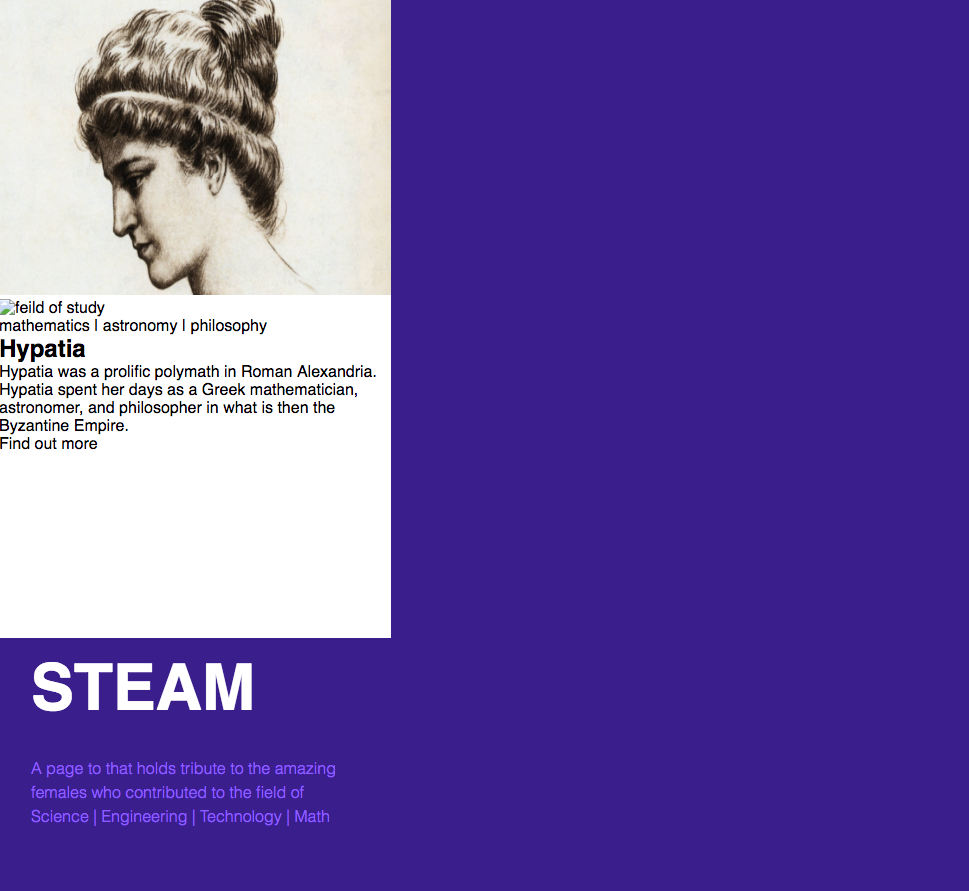 feild of study
mathematics | astronomy | philosophy
Hypatia
Hypatia was a prolific polymath in Roman Alexandria.
Hypatia spent her days as a Greek mathematician,
astronomer, and philosopher in what is then the
Byzantine Empire.
Find out more
STEAM
A page to that holds tribute to the amazing
females who contributed to the field of
Science | Engineering | Technology | Math